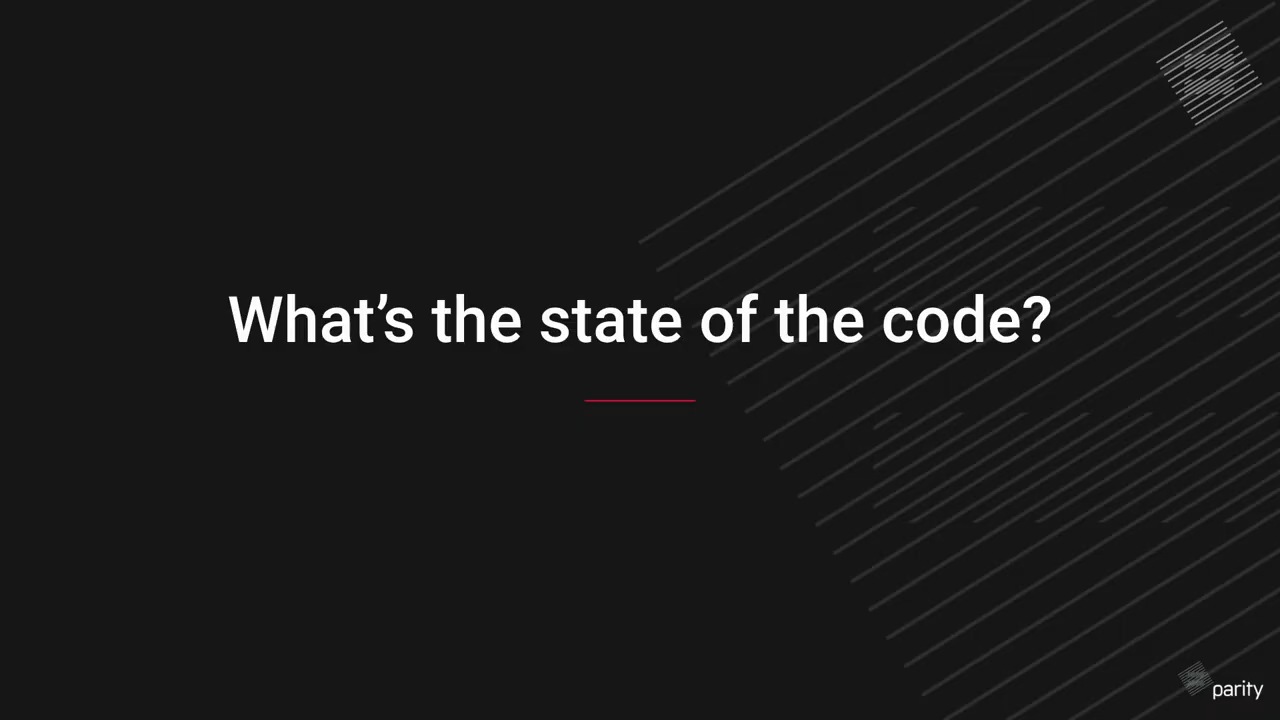 What’s the state of the code?
parity